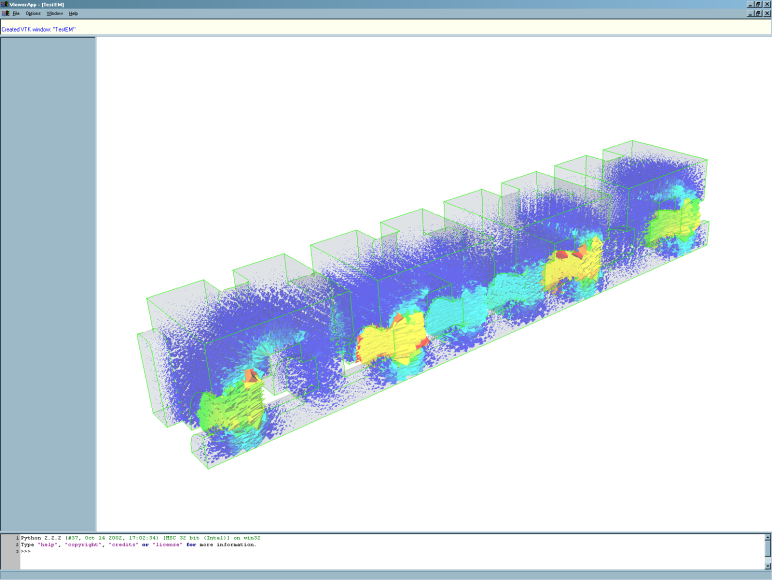 ViewerApp - [TestEM]
File Options Window Help
Created VTK window: "TestEM"
1 Python 2.2.2 (#37, Oct 14 2002, 17:02:34) [MSC 32 bit (Intel)] on win32
2 Type "help", "copyright", "credits" or "license" for more information.
3 >>>